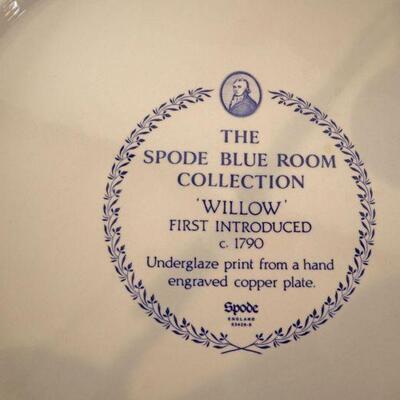 THE
SPODE BLUE ROOM
COLLECTION
'WILLOW'
FIRST INTRODUCED
c. 1790
Underglaze print from a hand
engraved copper plate.
Spode
ENGLAND